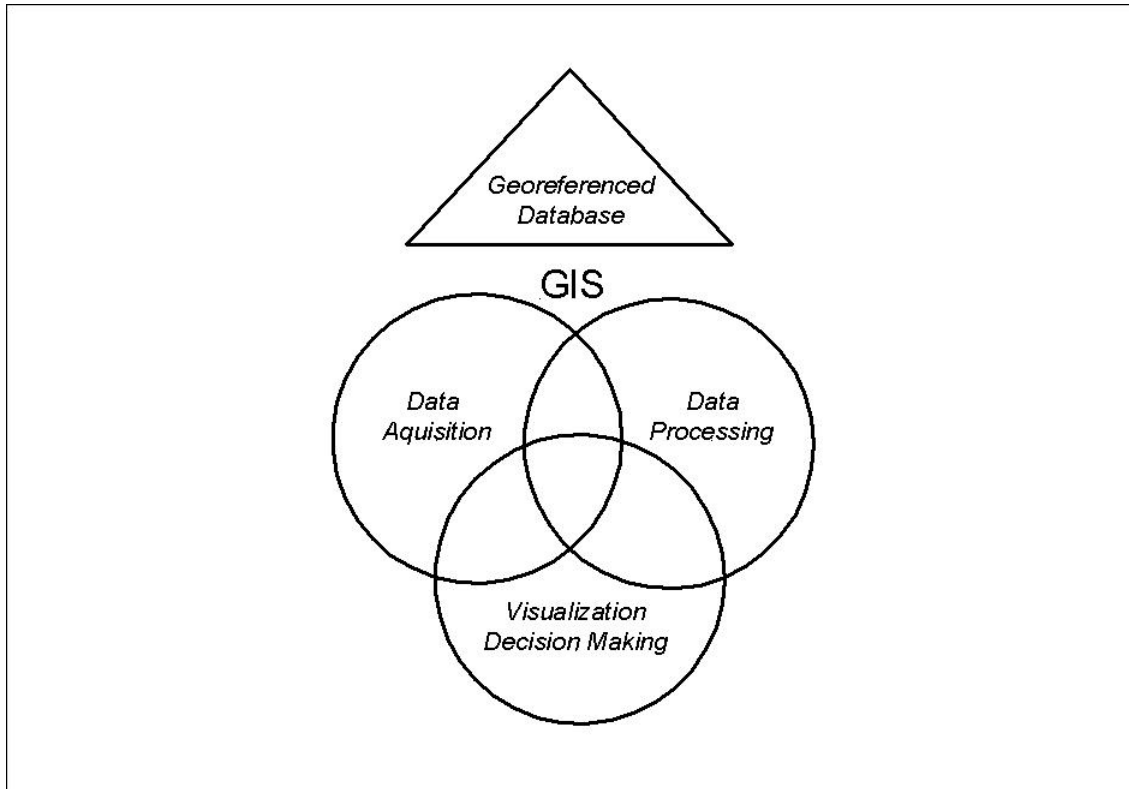 Georeferenced
Database
GIS
Data
Aquisition
Data
Processing
Visualization
Decision Making